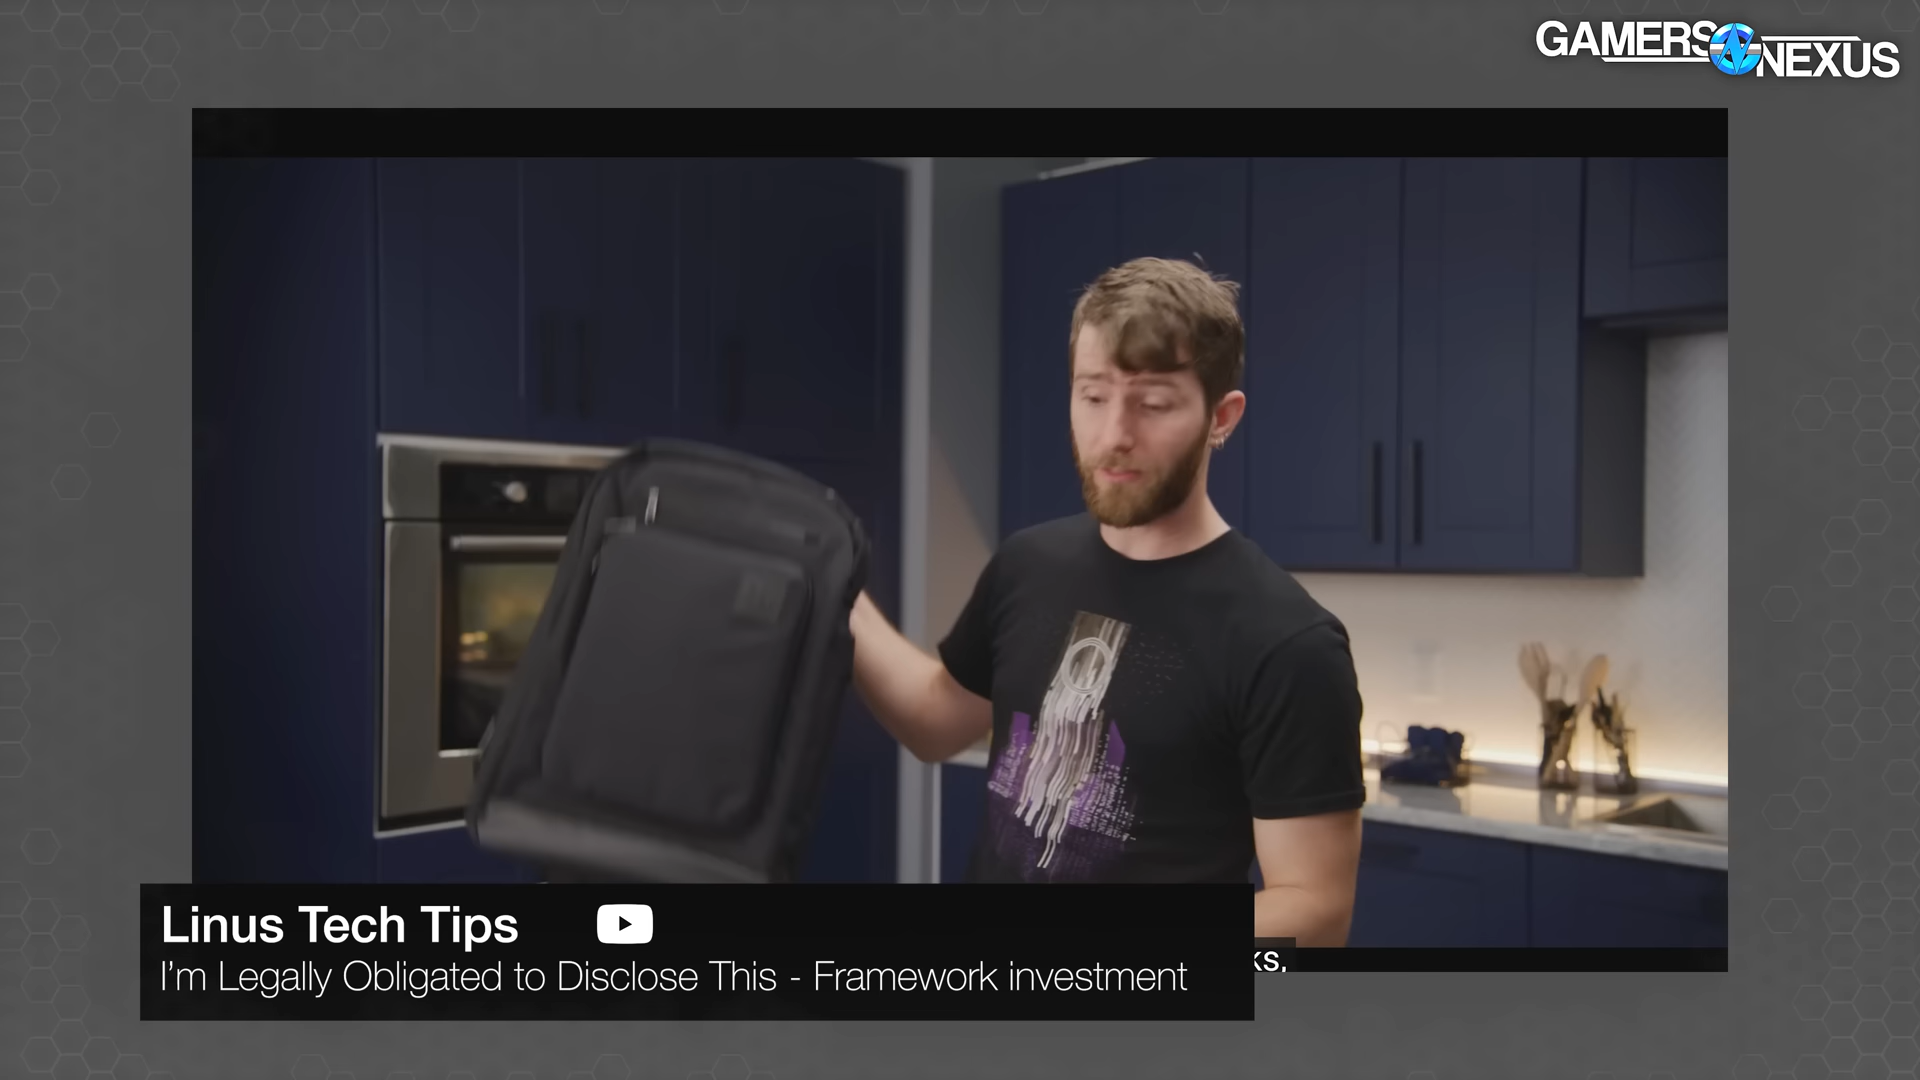 GAMERS NEXUS
Linus Tech Tips
I'm Legally Obligated to Disclose This - Framework investment